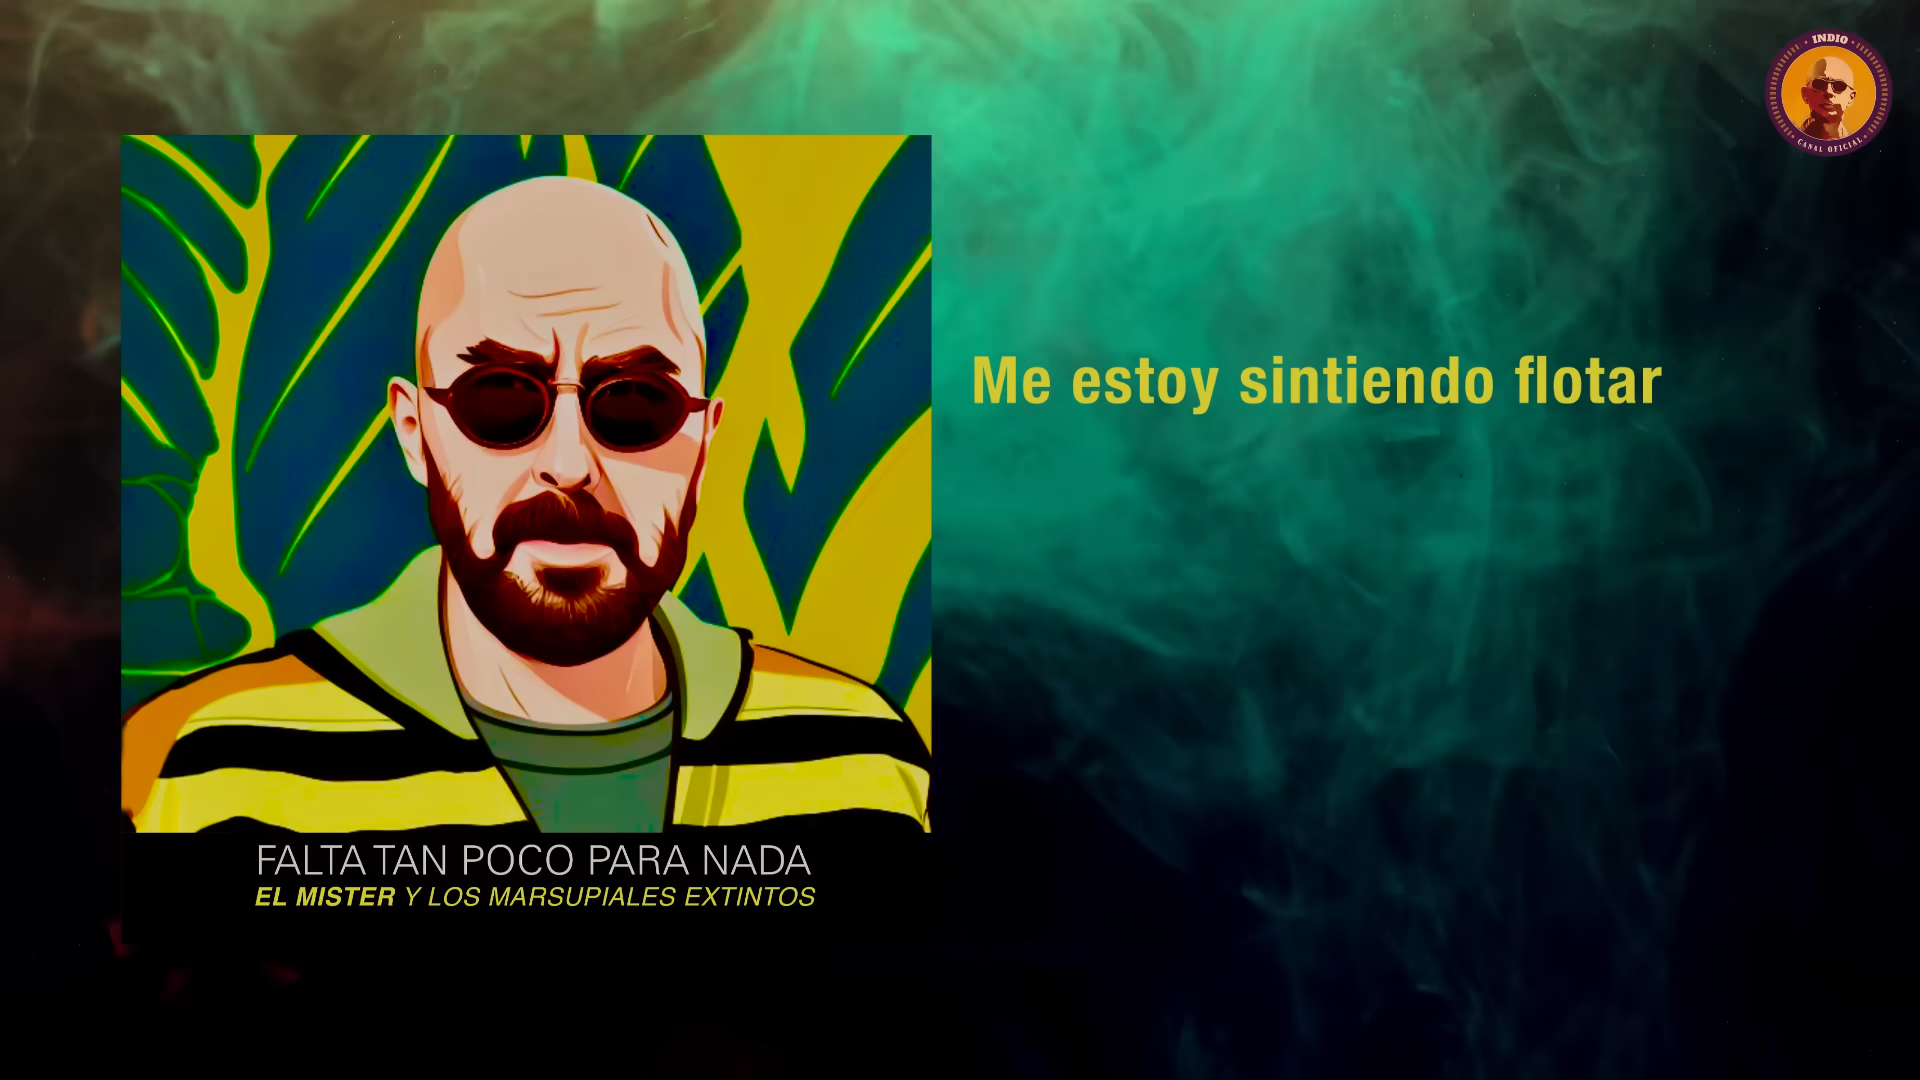 INDIO
CANAL OFICIAL
Me estoy sintiendo flotar
FALTA TAN POCO PARA NADA
EL MISTER Y LOS MARSUPIALES EXTINTOS